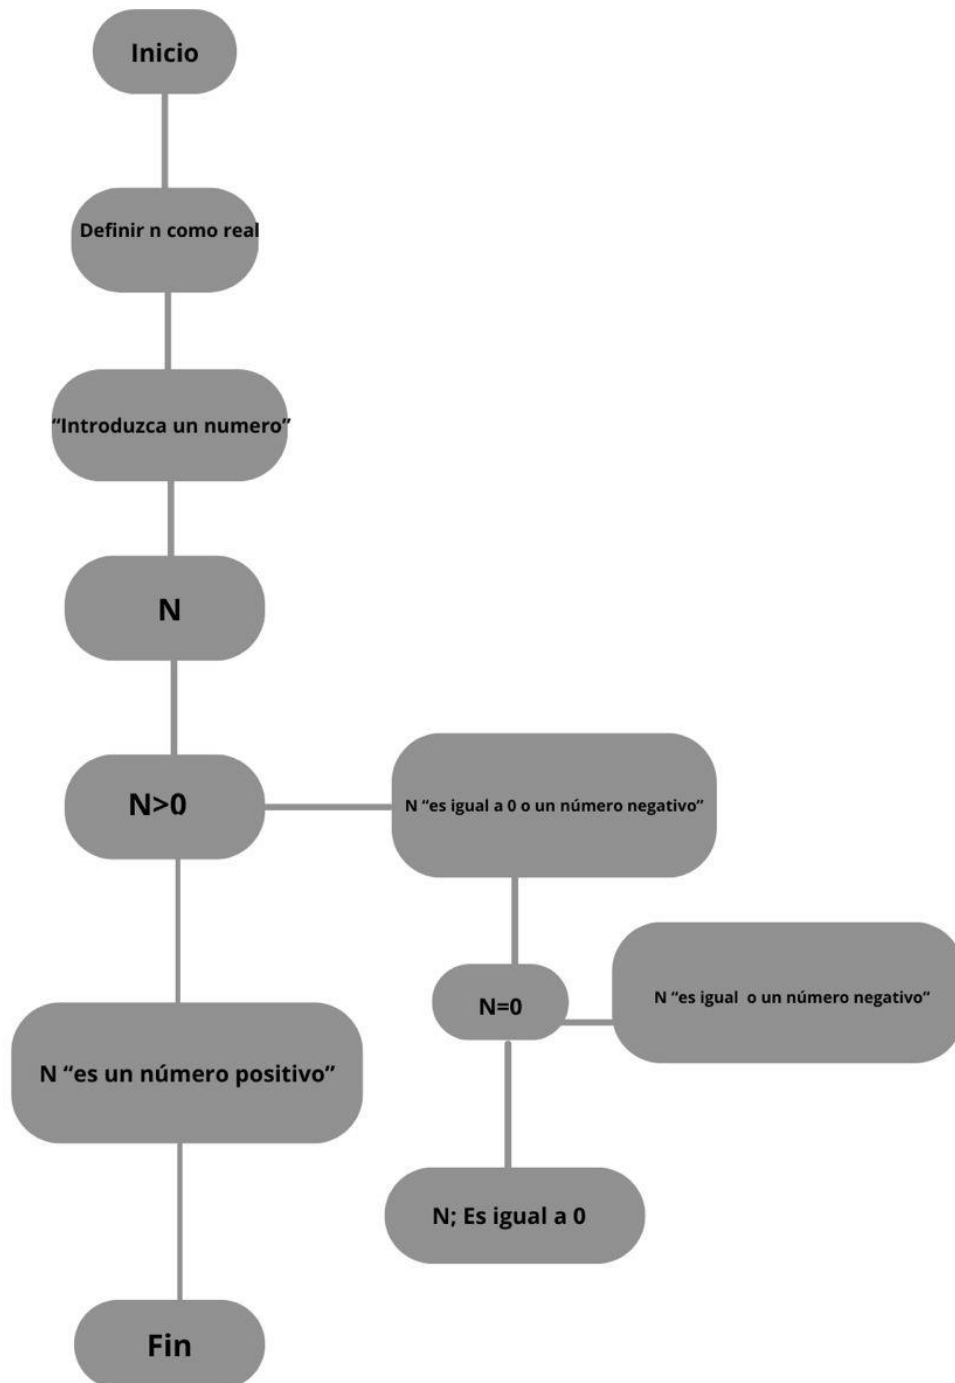 Inicio
Definir n como real
“Introduzca un numero”
N
N>0
N “es igual a 0 o un número negativo”
N=0
N “es igual  o un número negativo”
N “es un número positivo”
N; Es igual a 0
Fin